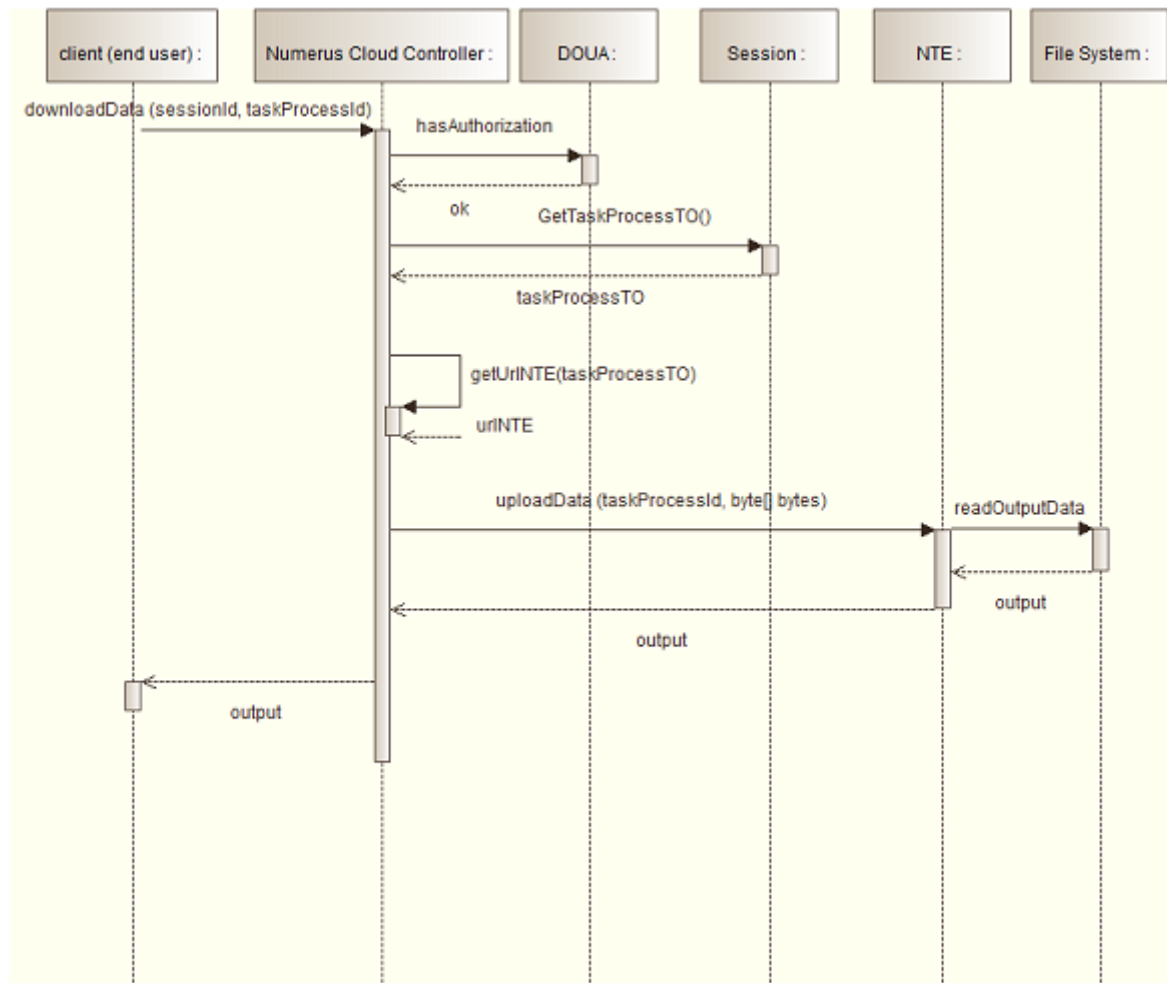 client (end user) :
Numerus Cloud Controller :
DOUA :
Session :
NTE :
File System :
downloadData (sessionId, taskProcessId)
hasAuthorization
ok
GetTaskProcessTO()
taskProcessTO
getUrlNTE(taskProcessTO)
urlNTE
uploadData (taskProcessId, byte[] bytes)
readOutputData
output
output
output